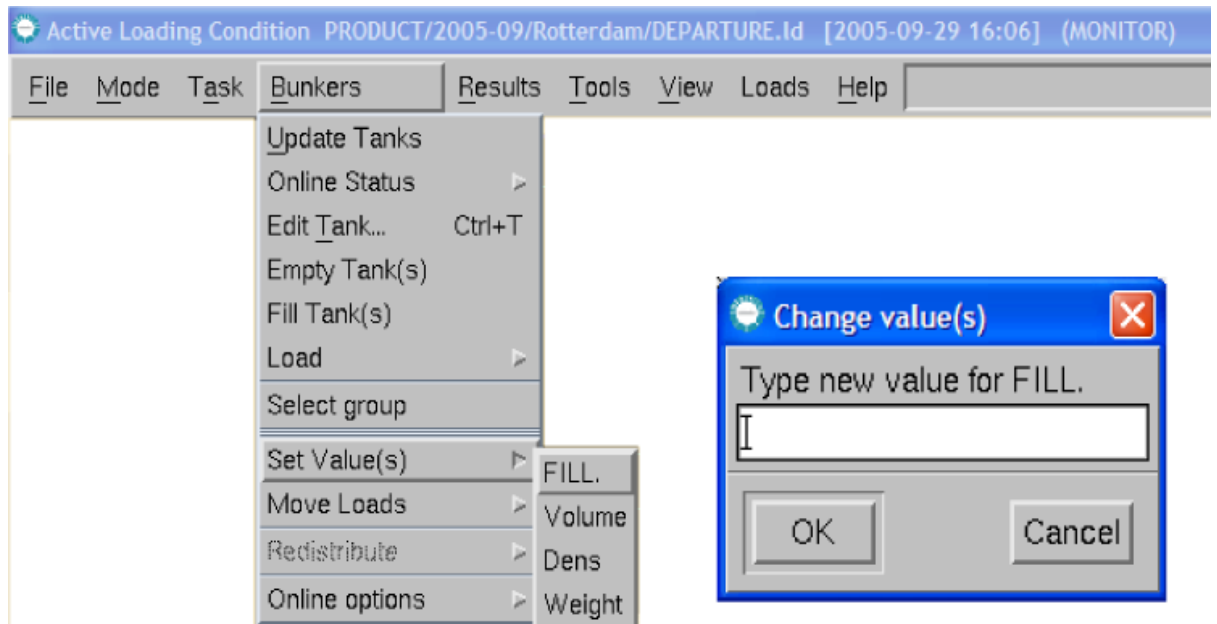 Active Loading Condition PRODUCT/2005-09/Rotterdam/DEPARTURE.ld [2005-09-29 16:06] (MONITOR)
File Mode Task Bunkers Results Tools View Loads Help
Update Tanks
Online Status
Edit Tank... Ctrl+T
Empty Tank(s)
Fill Tank(s)
Load
Select group
Set Value(s)
Move Loads
Redistribute
Online options
FILL.
Volume
Dens
Weight
Change value(s)
Type new value for FILL.
OK Cancel